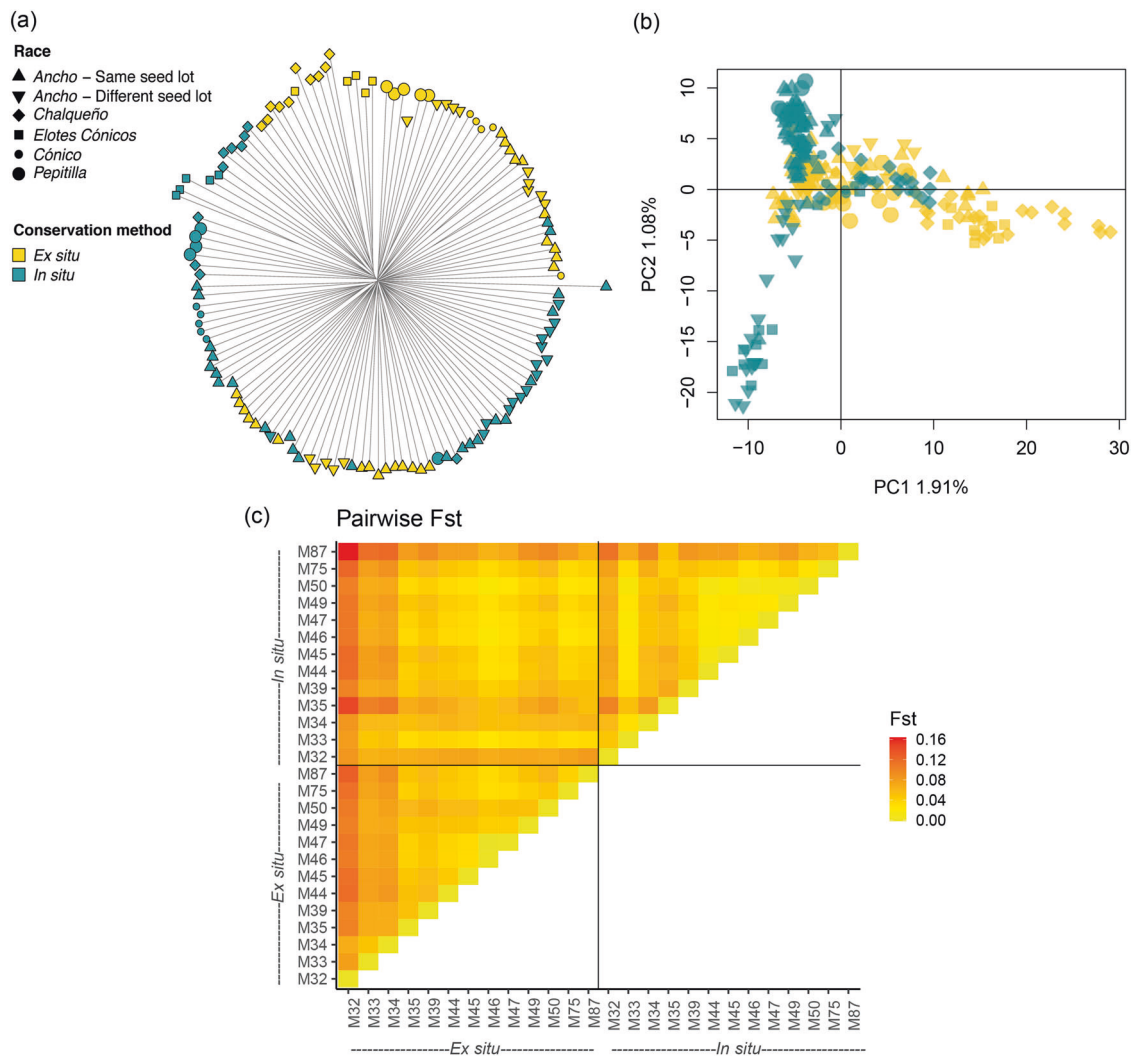 (a)
Race
Ancho – Same seed lot
Ancho – Different seed lot
Chalqueño
Elotes Cónicos
Cónico
Pepitilla
Conservation method
Ex situ
In situ
(b)
PC2 1.08%
10
5
0
−5
−10
−15
−20
−10
0
10
20
30
PC1 1.91%
(c)
Pairwise Fst
In situ
M87
M75
M50
M49
M47
M46
M45
M44
M39
M35
M34
M33
M32
Ex situ
M87
M75
M50
M49
M47
M46
M45
M44
M39
M35
M34
M33
M32
Fst
0.16
0.12
0.08
0.04
0.00
M32
M33
M34
M35
M39
M44
M45
M46
M47
M49
M50
M75
M87
M32
M33
M34
M35
M39
M44
M45
M46
M47
M49
M50
M75
M87
--------------------Ex situ--------------------
--------------------In situ--------------------